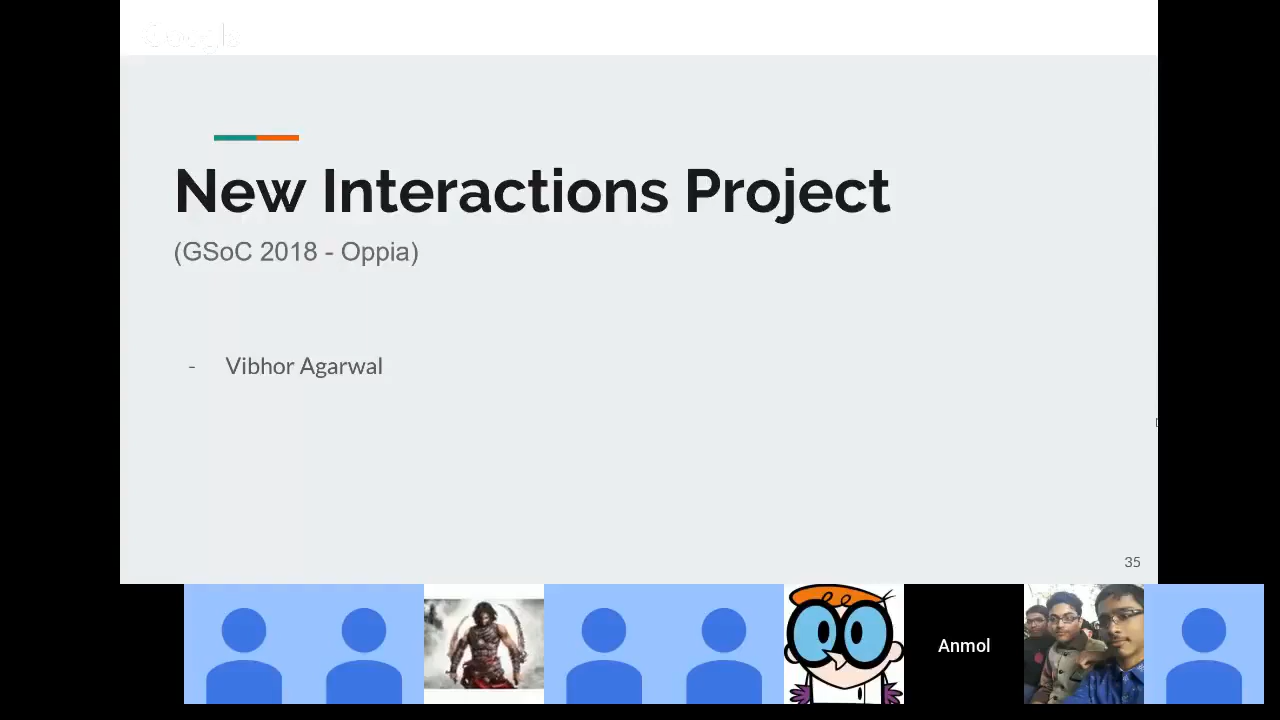 New Interactions Project
(GSoC 2018 - Oppia)
- Vibhor Agarwal
35
Anmol